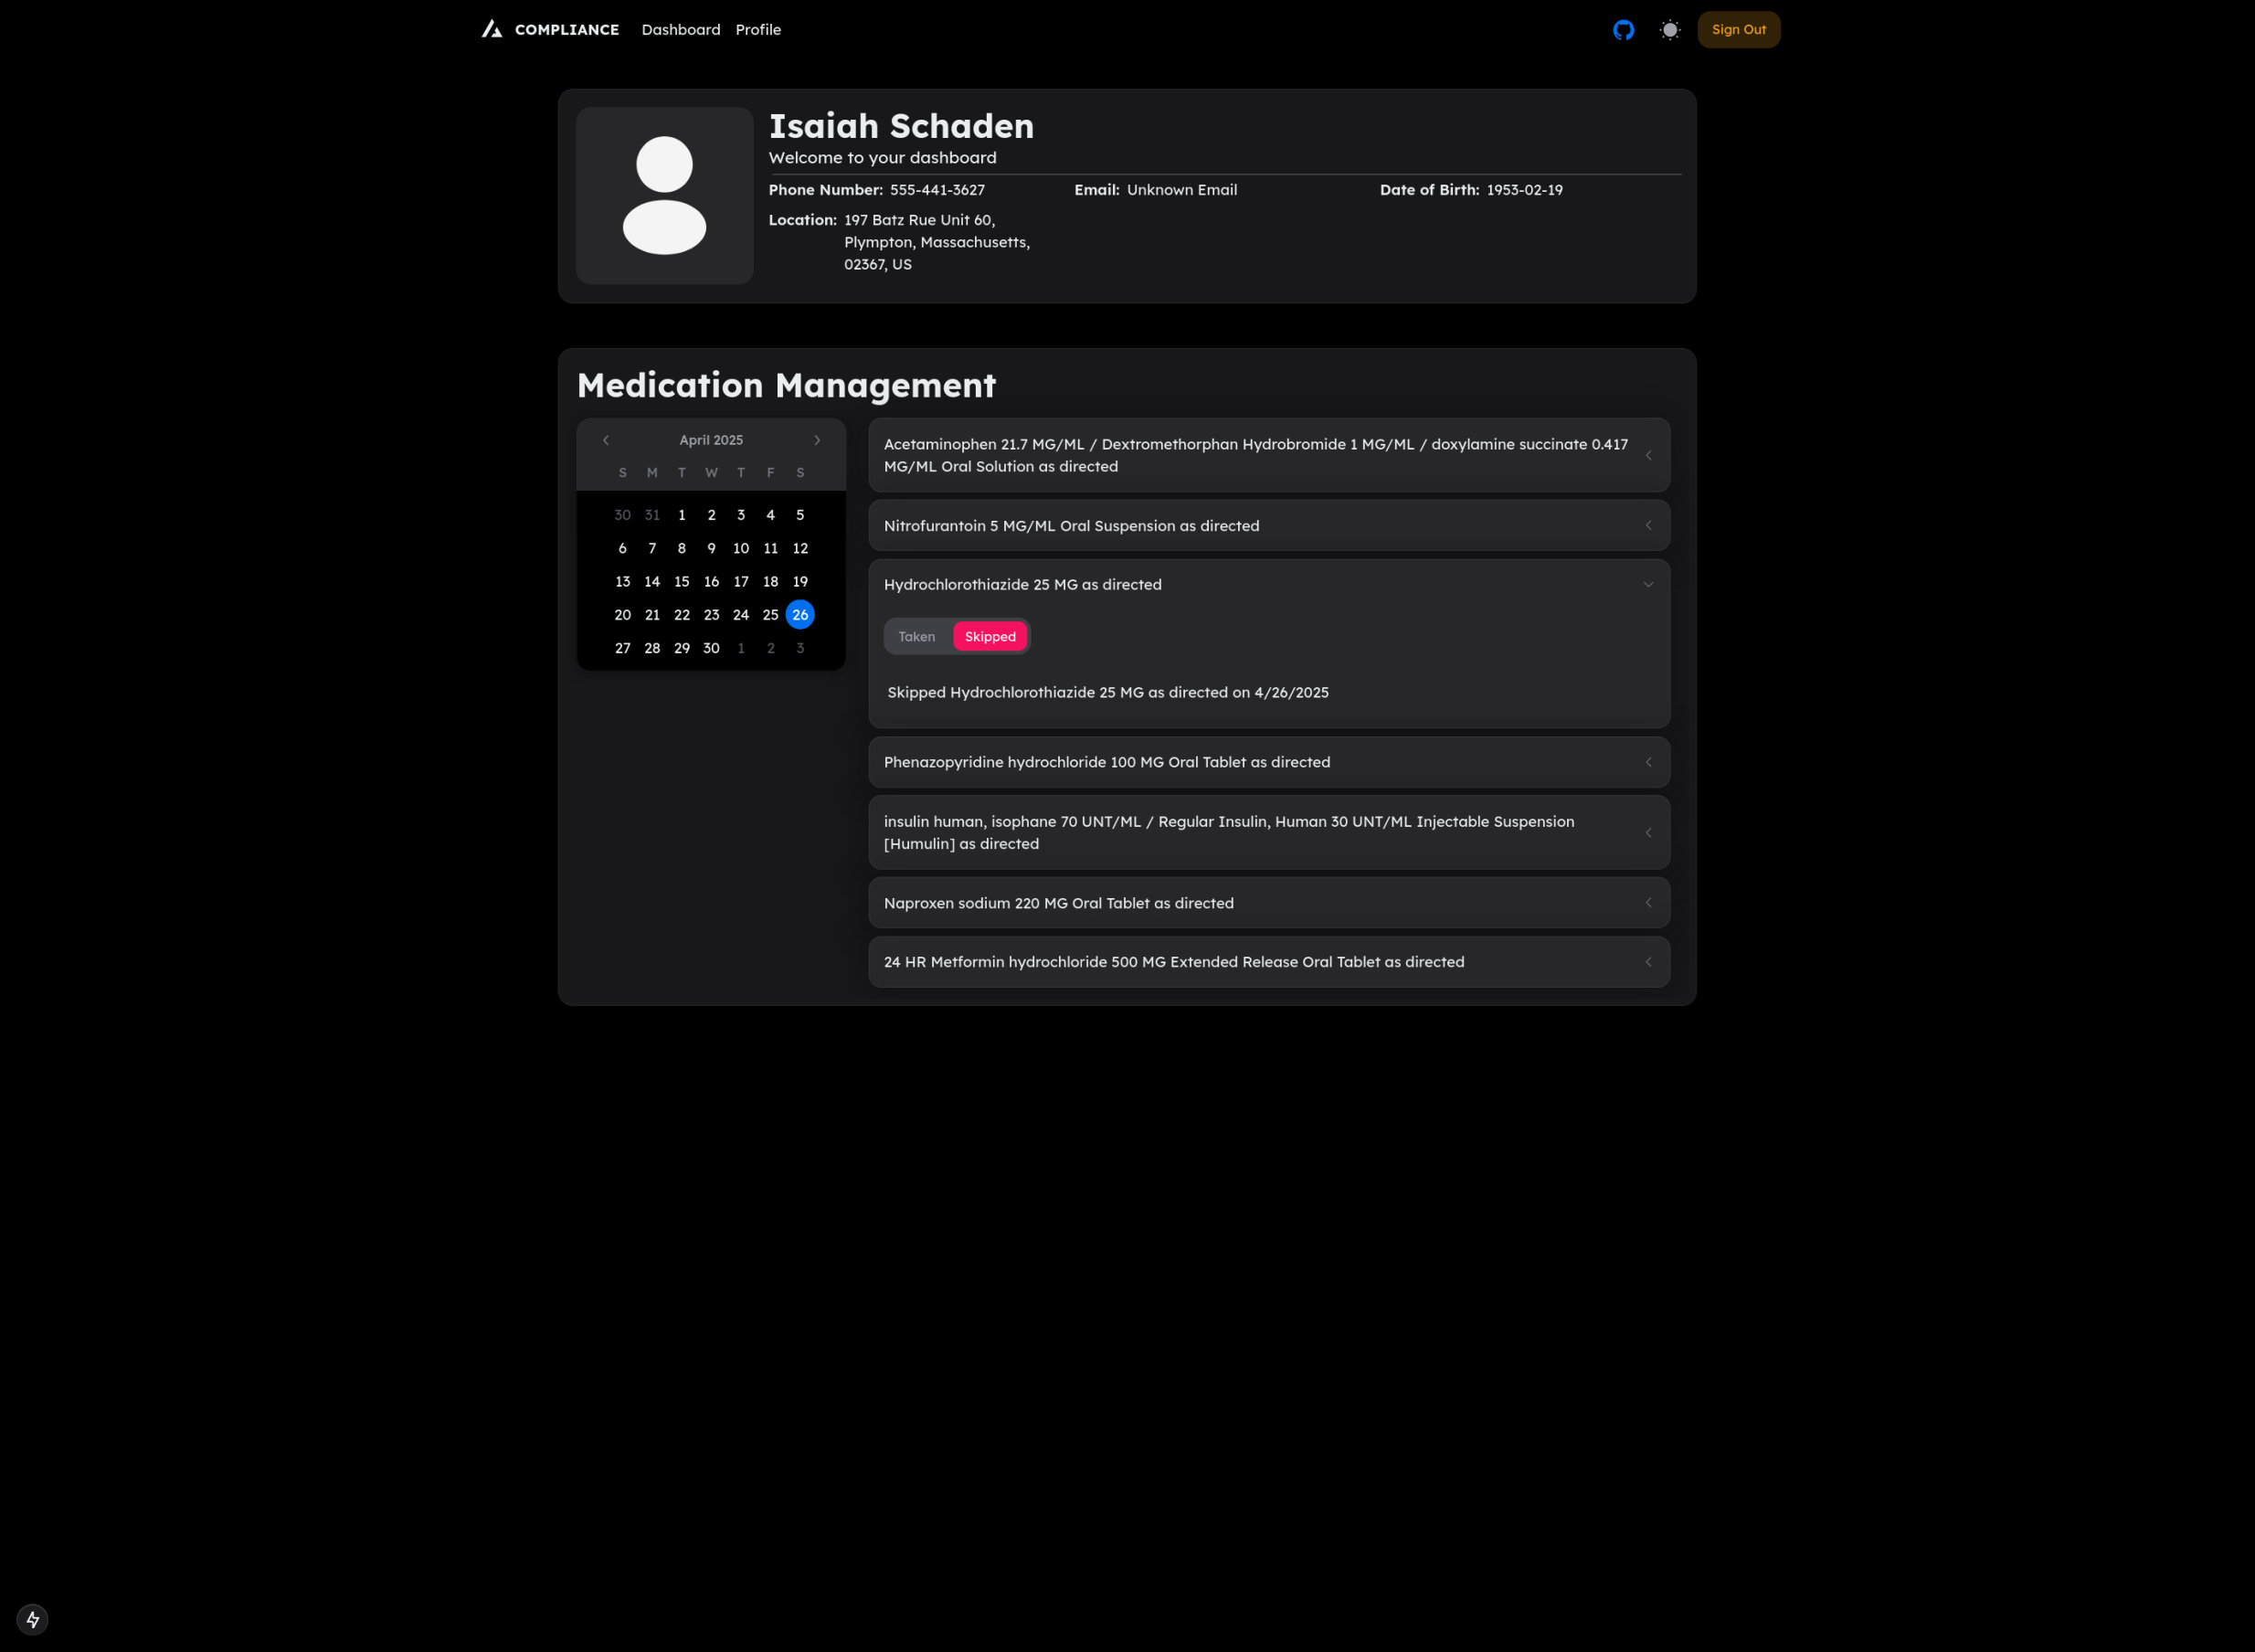 COMPLIANCE Dashboard Profile Sign Out
Isaiah Schaden
Welcome to your dashboard
Phone Number: 555-441-3627 Email: Unknown Email Date of Birth: 1953-02-19
Location: 197 Batz Rue Unit 60,
Plympton, Massachusetts,
02367, US
Medication Management
April 2025
S M T W T F S
30 31 1 2 3 4 5
6 7 8 9 10 11 12
13 14 15 16 17 18 19
20 21 22 23 24 25 26
27 28 29 30 1 2 3
Acetaminophen 21.7 MG/ML / Dextromethorphan Hydrobromide 1 MG/ML / doxylamine succinate 0.417
MG/ML Oral Solution as directed
Nitrofurantoin 5 MG/ML Oral Suspension as directed
Hydrochlorothiazide 25 MG as directed
Taken Skipped
Skipped Hydrochlorothiazide 25 MG as directed on 4/26/2025
Phenazopyridine hydrochloride 100 MG Oral Tablet as directed
insulin human, isophane 70 UNT/ML / Regular Insulin, Human 30 UNT/ML Injectable Suspension
[Humulin] as directed
Naproxen sodium 220 MG Oral Tablet as directed
24 HR Metformin hydrochloride 500 MG Extended Release Oral Tablet as directed